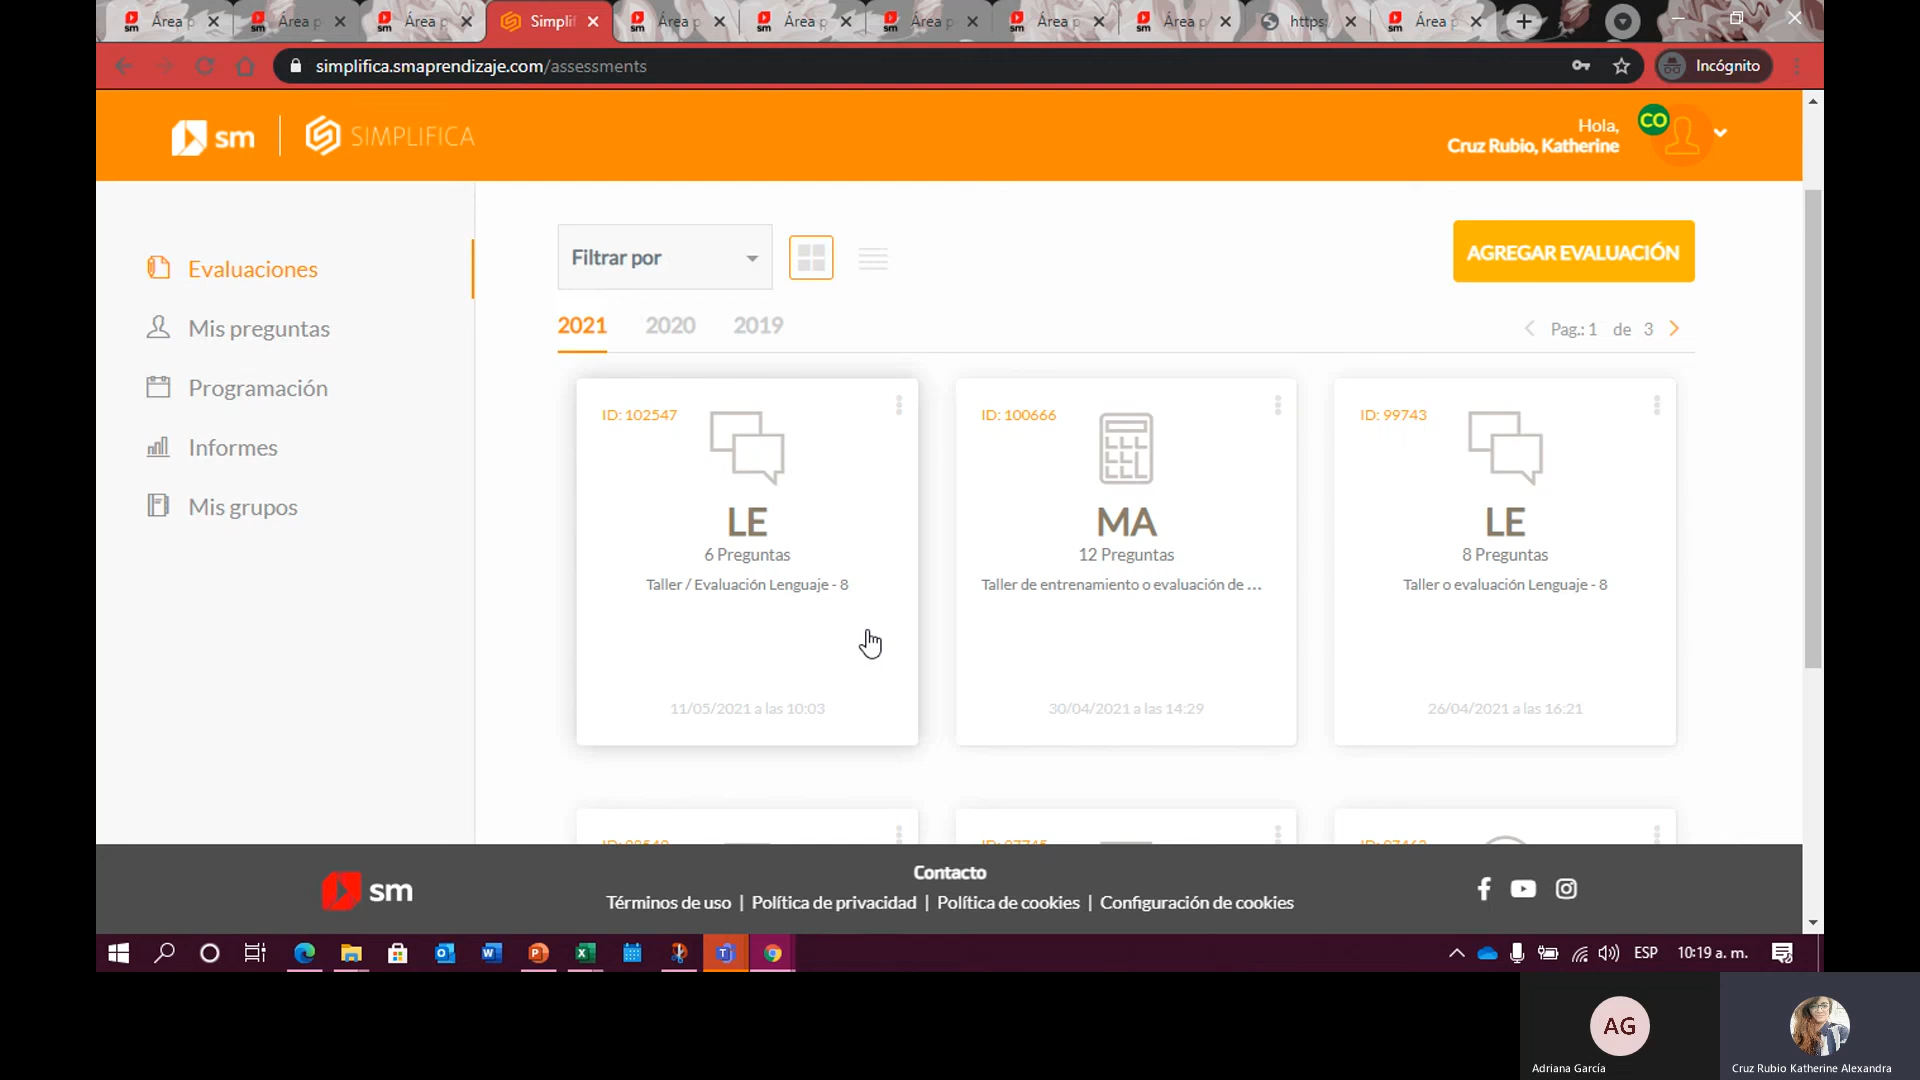 Área p
Área p
Área p
Simplif
Área p
Área p
Área p
Área p
Área p
https:
Área p
simplifica.smaprendizaje.com/assessments
Incógnito
sm
SIMPLIFICA
Hola,
Cruz Rubio, Katherine
CO
Evaluaciones
Mis preguntas
Programación
Informes
Mis grupos
Filtrar por
AGREGAR EVALUACIÓN
2021 2020 2019
Pag.: 1 de 3
ID: 102547
LE
6 Preguntas
Taller / Evaluación Lenguaje - 8
11/05/2021 a las 10:03
ID: 100666
MA
12 Preguntas
Taller de entrenamiento o evaluación de ...
30/04/2021 a las 14:29
ID: 99743
LE
8 Preguntas
Taller o evaluación Lenguaje - 8
26/04/2021 a las 16:21
sm
Contacto
Términos de uso | Política de privacidad | Política de cookies | Configuración de cookies
ESP
10:19 a. m.
AG
Adriana García
Cruz Rubio Katherine Alexandra